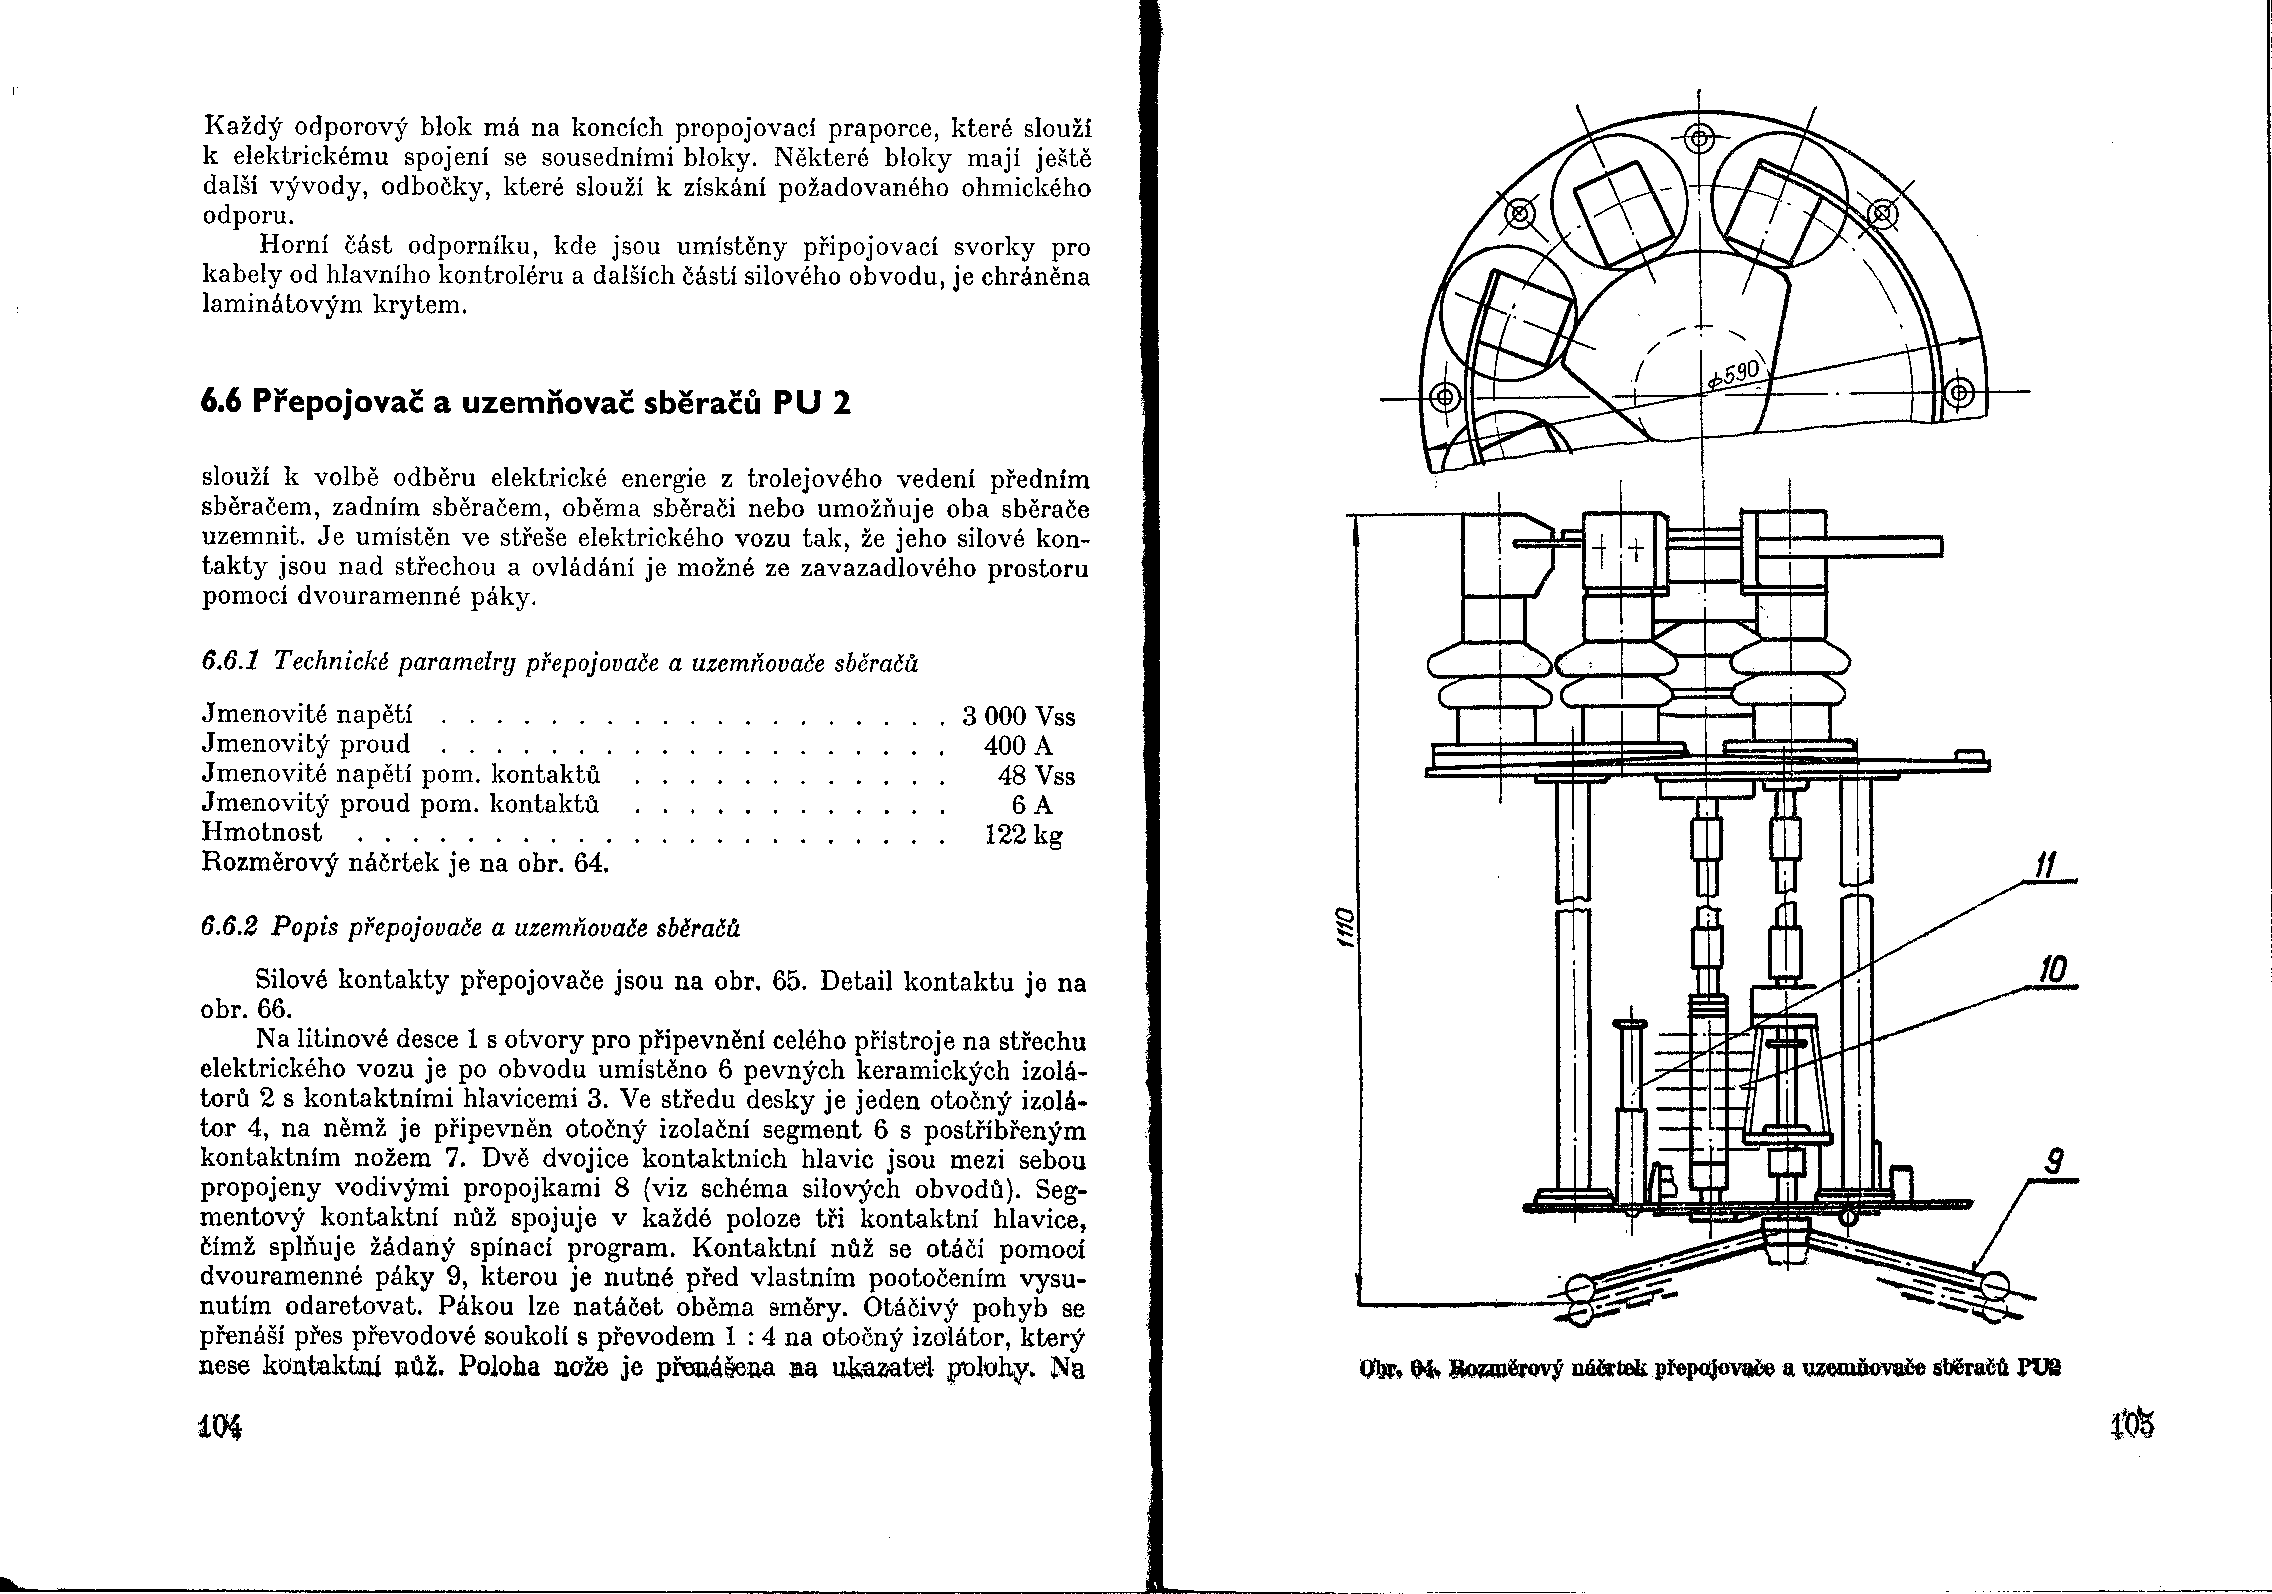 Každý odporový blok má na koncích propojovací praporce, které slouží
k elektrickému spojení se sousedními bloky. Některé bloky mají ještě
další vývody, odbočky, které slouží k získání požadovaného ohmického
odporu.
Horní část odporníku, kde jsou umístěny připojovací svorky pro
kabely od hlavního kontroléru a dalších částí silového obvodu, je chráněna
laminátovým krytem.
6.6 Přepojovač a uzemňovač sběračů PU 2
slouží k volbě odběru elektrické energie z trolejového vedení předním
sběračem, zadním sběračem, oběma sběrači nebo umožňuje oba sběrače
uzemnit. Je umístěn ve střeše elektrického vozu tak, že jeho silové kon-
takty jsou nad střechou a ovládání je možné ze zavazadlového prostoru
pomocí dvouramenné páky.
6.6.1 Technické parametry přepojovače a uzemňovače sběračů
Jmenovité napětí . . . . . . . . . . . . . . . . . . . 3 000 Vss
Jmenovitý proud . . . . . . . . . . . . . . . . . . . 400 A
Jmenovité napětí pom. kontaktů . . . . . . . . . . . . 48 Vss
Jmenovitý proud pom. kontaktů . . . . . . . . . . . . 6 A
Hmotnost . . . . . . . . . . . . . . . . . . . . . . 122 kg
Rozměrový náčrtek je na obr. 64.
6.6.2 Popis přepojovače a uzemňovače sběračů
Silové kontakty přepojovače jsou na obr. 65. Detail kontaktu je na
obr. 66.
Na litinové desce 1 s otvory pro připevnění celého přístroje na střechu
elektrického vozu je po obvodu umístěno 6 pevných keramických izolá-
torů 2 s kontaktními hlavicemi 3. Ve středu desky je jeden otočný izolá-
tor 4, na němž je připevněn otočný izolační segment 6 s postříbřeným
kontaktním nožem 7. Dvě dvojice kontaktních hlavic jsou mezi sebou
propojeny vodivými propojkami 8 (viz schéma silových obvodů). Seg-
mentový kontaktní nůž spojuje v každé poloze tři kontaktní hlavice,
čímž splňuje žádaný spínací program. Kontaktní nůž se otáčí pomocí
dvouramenné páky 9, kterou je nutné před vlastním pootočením vysu-
nutím odaretovat. Pákou lze natáčet oběma směry. Otáčivý pohyb se
přenáší přes převodové soukolí s převodem 1 : 4 na otočný izolátor, který
nese kontaktní nůž. Poloha nože je přenášena na ukazatel polohy. Na
104
ϕ590
1110
11
10
9
Obr. 64. Rozměrový náčrtek přepojovače a uzemňovače sběračů PU2
105